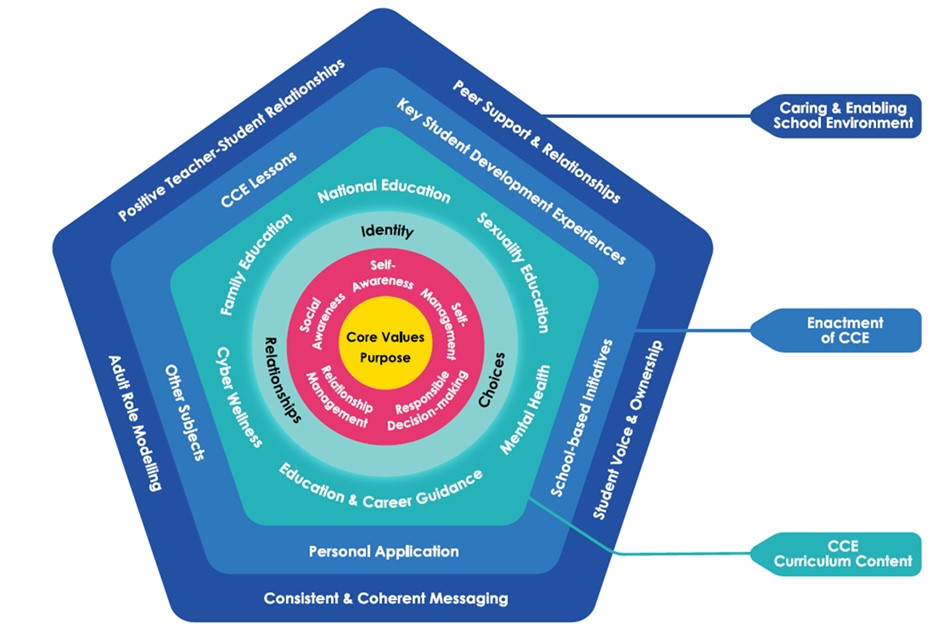 Positive Teacher-Student Relationships
Peer Support & Relationships
Student Voice & Ownership
Consistent & Coherent Messaging
Adult Role Modelling
CCE Lessons
Key Student Development Experiences
School-based Initiatives
Personal Application
Other Subjects
National Education
Sexuality Education
Mental Health
Education & Career Guidance
Cyber Wellness
Family Education
Identity
Choices
Relationships
Self-
Awareness
Self-
Management
Responsible
Decision-making
Relationship
Management
Social
Awareness
Core Values
Purpose
Caring & Enabling
School Environment
Enactment
of CCE
CCE
Curriculum Content